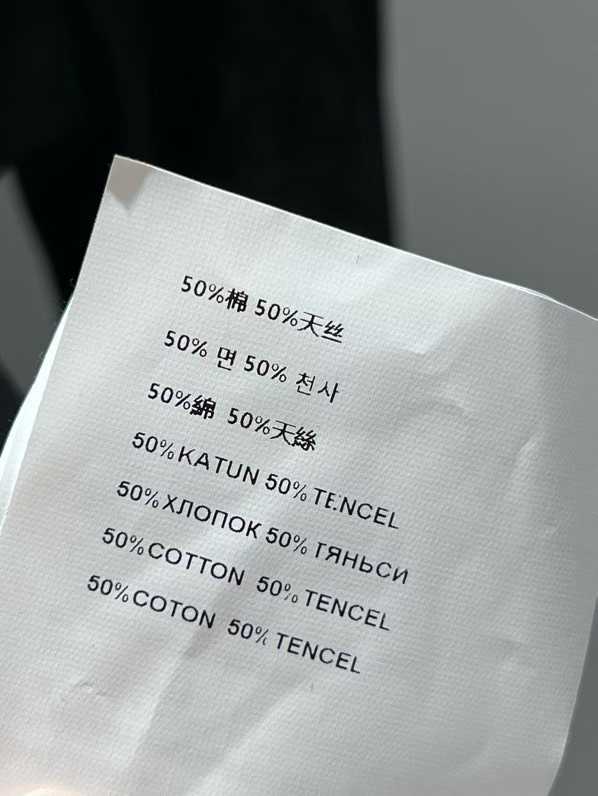 50%棉 50%天丝
50% 면 50% 천사
50%綿 50%天絲
50%KATUN 50% TENCEL
50%ХЛОПОК 50% ТЯНЬСИ
50%COTTON 50% TENCEL
50%COTON 50% TENCEL